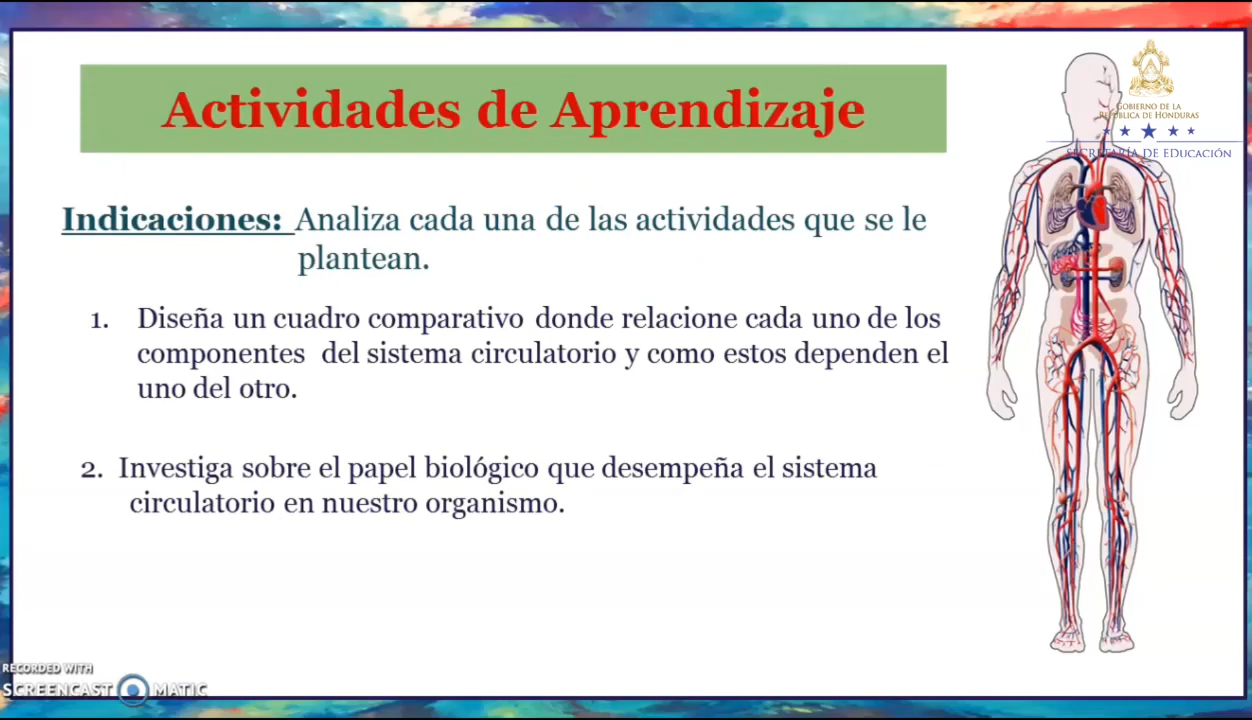 Actividades de Aprendizaje
GOBIERNO DE LA
REPÚBLICA DE HONDURAS
SECRETARÍA DE EDUCACIÓN
Indicaciones: Analiza cada una de las actividades que se le
plantean.
1. Diseña un cuadro comparativo donde relacione cada uno de los
componentes del sistema circulatorio y como estos dependen el
uno del otro.
2. Investiga sobre el papel biológico que desempeña el sistema
circulatorio en nuestro organismo.
RECORDED WITH
SCREENCAST MATIC